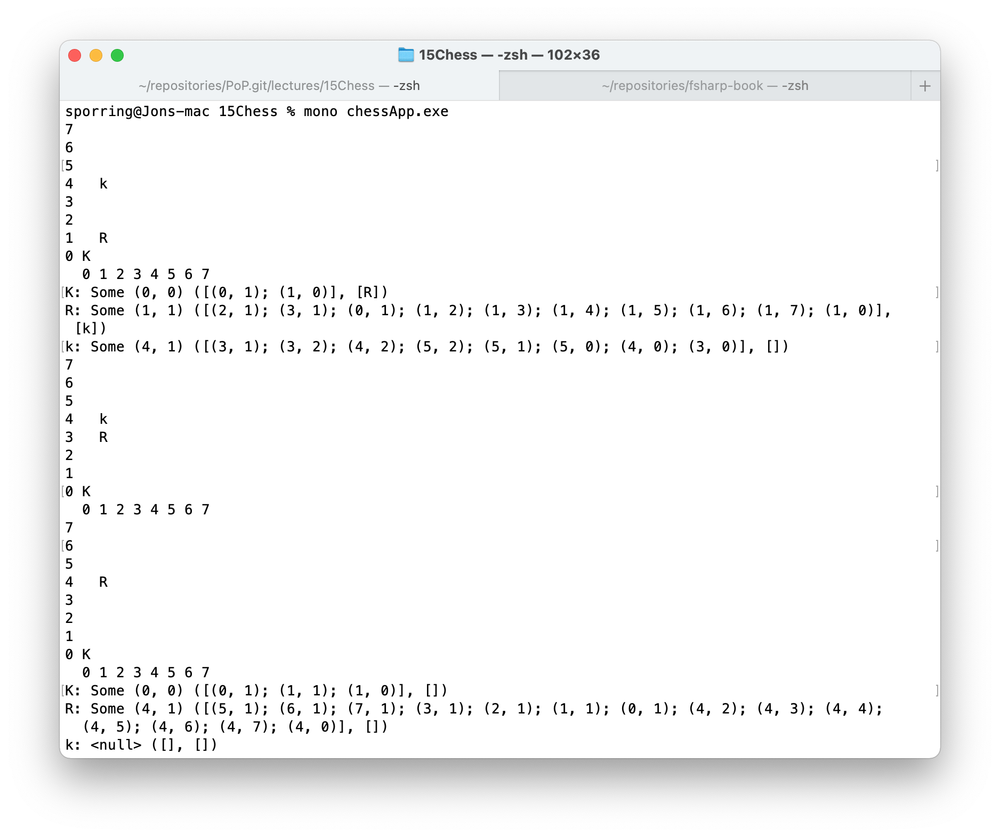 15Chess — -zsh — 102×36
~/repositories/PoP.git/lectures/15Chess — -zsh
~/repositories/fsharp-book — -zsh
+
sporring@Jons-mac 15Chess % mono chessApp.exe
7
6
[5 ]
4   k
3
2
1   R
0 K
  0 1 2 3 4 5 6 7
[K: Some (0, 0) ([(0, 1); (1, 0)], [R]) ]
R: Some (1, 1) ([(2, 1); (3, 1); (0, 1); (1, 2); (1, 3); (1, 4); (1, 5); (1, 6); (1, 7); (1, 0)],
 [k])
[k: Some (4, 1) ([(3, 1); (3, 2); (4, 2); (5, 2); (5, 1); (5, 0); (4, 0); (3, 0)], []) ]
7
6
5
4   k
3   R
2
1
[0 K ]
  0 1 2 3 4 5 6 7
7
[6 ]
5
4   R
3
2
1
0 K
  0 1 2 3 4 5 6 7
[K: Some (0, 0) ([(0, 1); (1, 1); (1, 0)], []) ]
R: Some (4, 1) ([(5, 1); (6, 1); (7, 1); (3, 1); (2, 1); (1, 1); (0, 1); (4, 2); (4, 3); (4, 4);
  (4, 5); (4, 6); (4, 7); (4, 0)], [])
k: <null> ([], [])